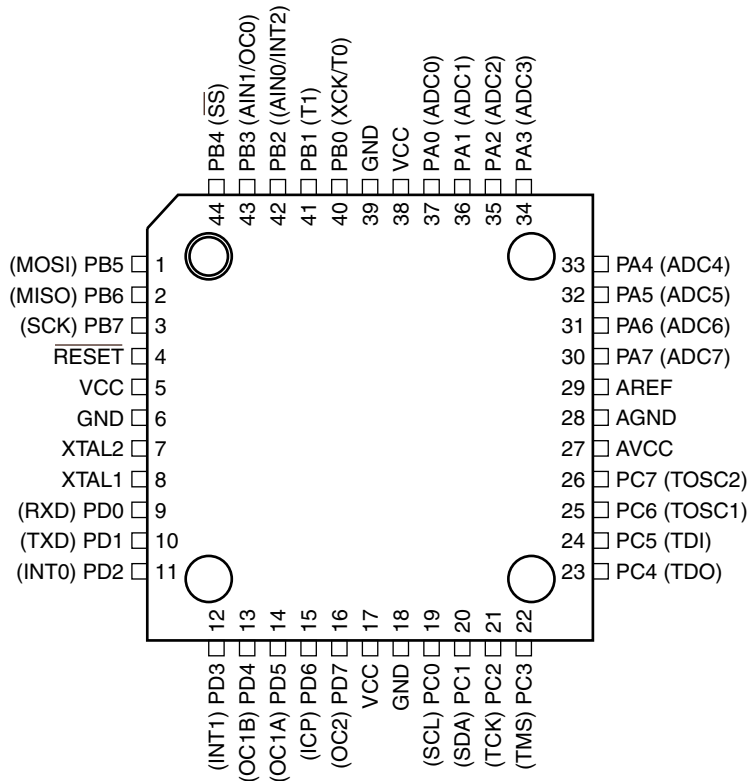 PB4 (SS)
PB3 (AIN1/OC0)
PB2 ((AIN0/INT2)
PB1 (T1)
PB0 (XCK/T0)
GND
VCC
PA0 (ADC0)
PA1 (ADC1)
PA2 (ADC2)
PA3 (ADC3)
44 43 42 41 40 39 38 37 36 35 34
(MOSI) PB5 1
(MISO) PB6 2
(SCK) PB7 3
RESET 4
VCC 5
GND 6
XTAL2 7
XTAL1 8
(RXD) PD0 9
(TXD) PD1 10
(INT0) PD2 11
33 PA4 (ADC4)
32 PA5 (ADC5)
31 PA6 (ADC6)
30 PA7 (ADC7)
29 AREF
28 AGND
27 AVCC
26 PC7 (TOSC2)
25 PC6 (TOSC1)
24 PC5 (TDI)
23 PC4 (TDO)
12 13 14 15 16 17 18 19 20 21 22
(INT1) PD3
(OC1B) PD4
(OC1A) PD5
(ICP) PD6
(OC2) PD7
VCC
GND
(SCL) PC0
(SDA) PC1
(TCK) PC2
(TMS) PC3